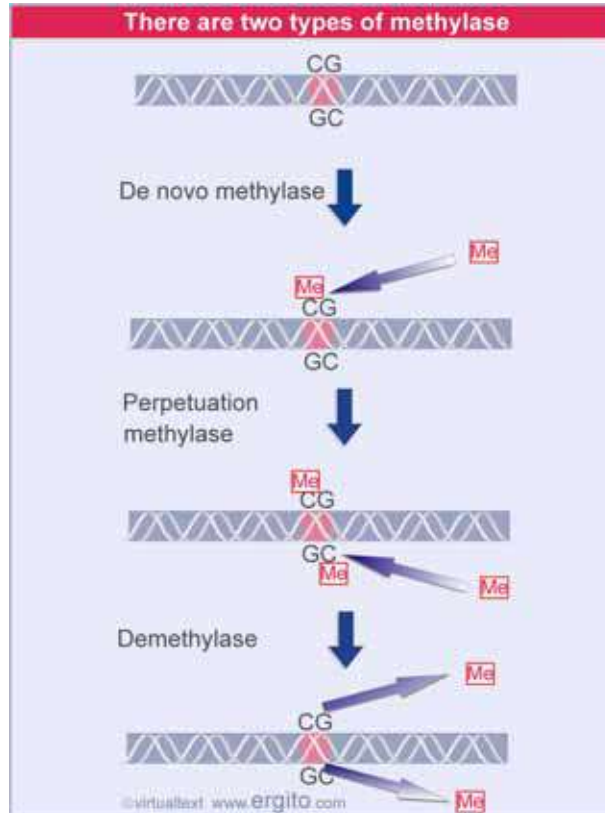 There are two types of methylase
CG
GC
De novo methylase
Me
Me
CG
GC
Perpetuation
methylase
Me
CG
GC
Me
Me
Demethylase
Me
CG
GC
Me
©virtualtext www.ergito.com